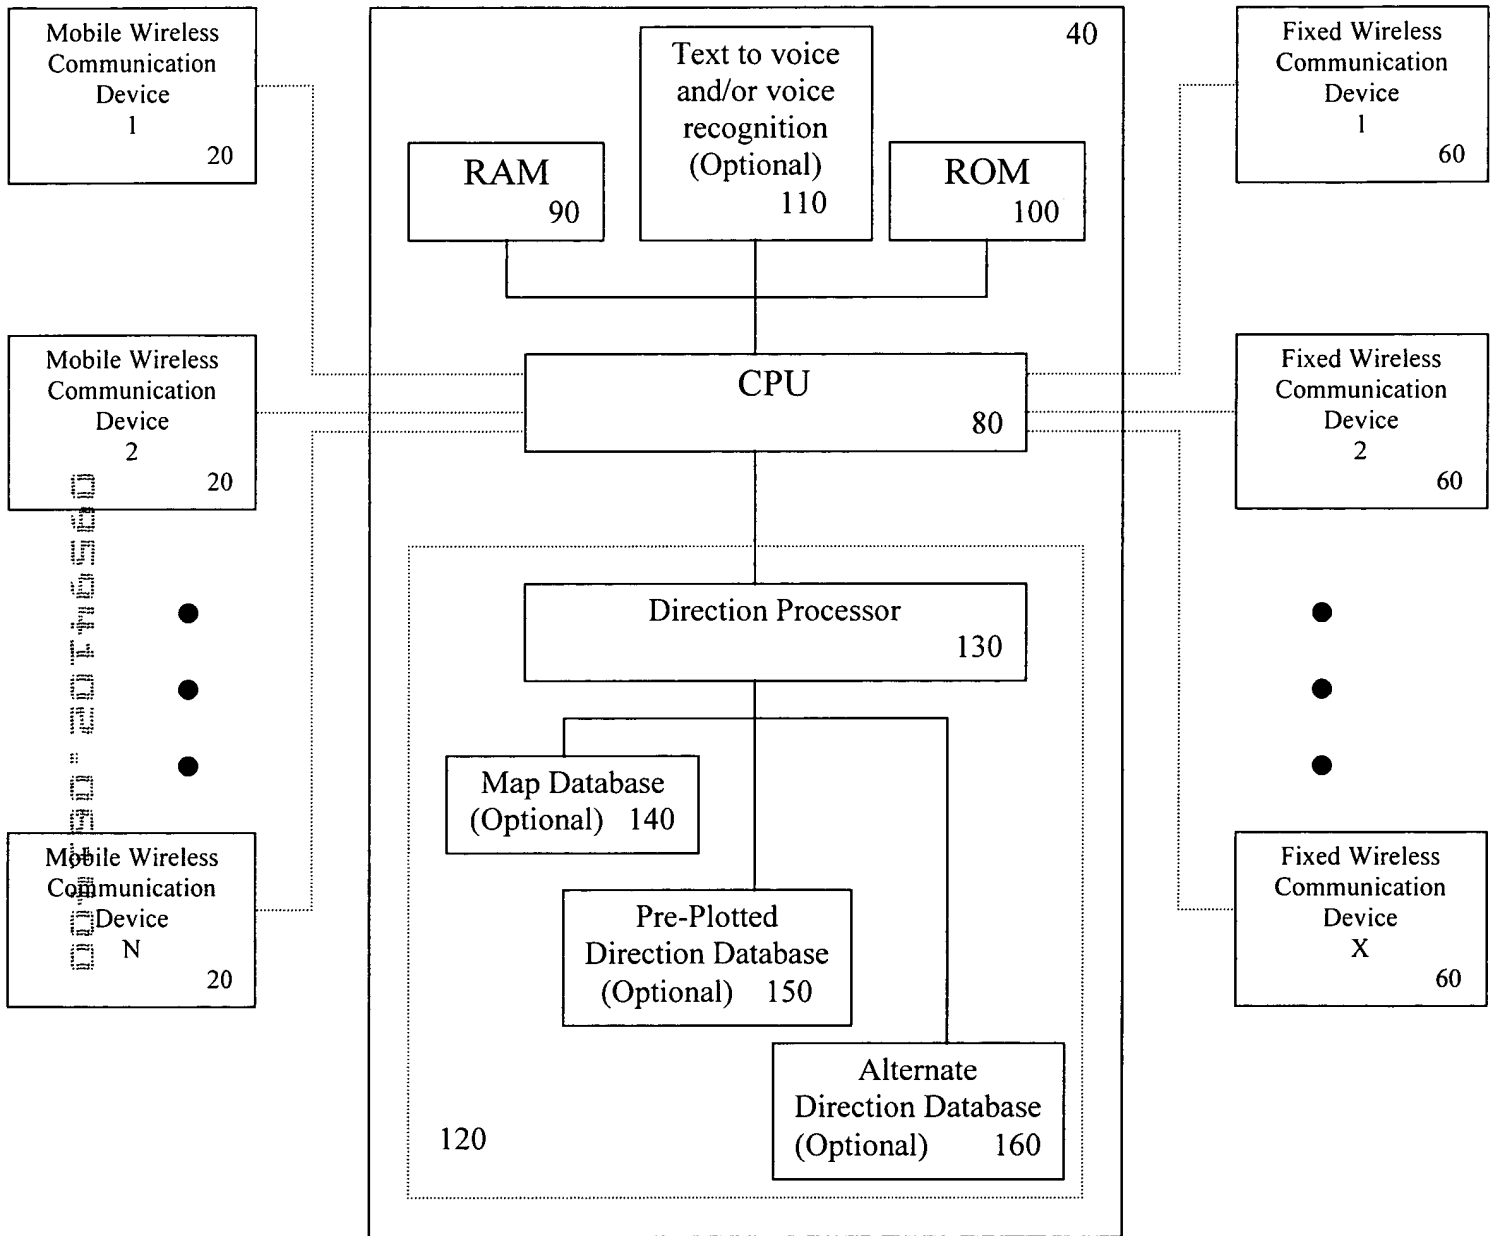 Mobile Wireless
Communication
Device
1
20
Mobile Wireless
Communication
Device
2
20
Mobile Wireless
Communication
Device
N
20
40
Text to voice
and/or voice
recognition
(Optional)
110
RAM
90
ROM
100
CPU
80
Direction Processor
130
Map Database
(Optional) 140
Pre-Plotted
Direction Database
(Optional) 150
Alternate
Direction Database
(Optional) 160
120
Fixed Wireless
Communication
Device
1
60
Fixed Wireless
Communication
Device
2
60
Fixed Wireless
Communication
Device
X
60